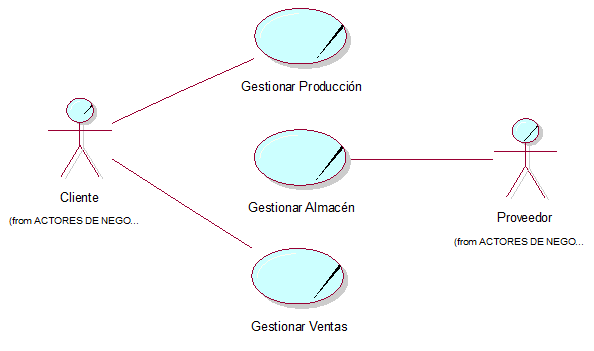 Gestionar Producción
Cliente
(from ACTORES DE NEGO...
Gestionar Almacén
Proveedor
(from ACTORES DE NEGO...
Gestionar Ventas